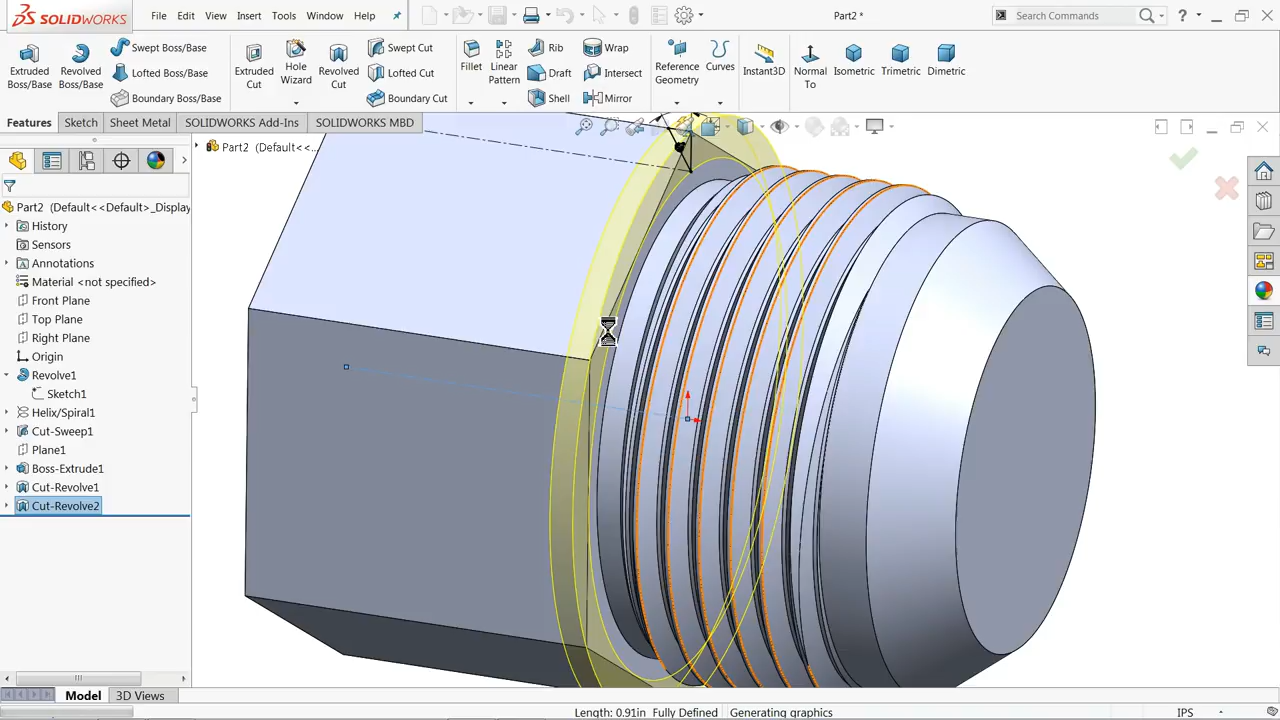 SOLIDWORKS
File Edit View Insert Tools Window Help
Part2 *
Search Commands
?
Extruded Boss/Base
Revolved Boss/Base
Swept Boss/Base
Lofted Boss/Base
Boundary Boss/Base
Extruded Cut
Hole Wizard
Revolved Cut
Swept Cut
Lofted Cut
Boundary Cut
Fillet
Linear Pattern
Rib
Draft
Shell
Wrap
Intersect
Mirror
Reference Geometry
Curves
Instant3D
Normal To
Isometric
Trimetric
Dimetric
Features Sketch Sheet Metal SOLIDWORKS Add-Ins SOLIDWORKS MBD
Part2 (Default<<...
Part2 (Default<<Default>_Display
History
Sensors
Annotations
Material <not specified>
Front Plane
Top Plane
Right Plane
Origin
Revolve1
Sketch1
Helix/Spiral1
Cut-Sweep1
Plane1
Boss-Extrude1
Cut-Revolve1
Cut-Revolve2
Model 3D Views
Length: 0.91in Fully Defined Generating graphics IPS